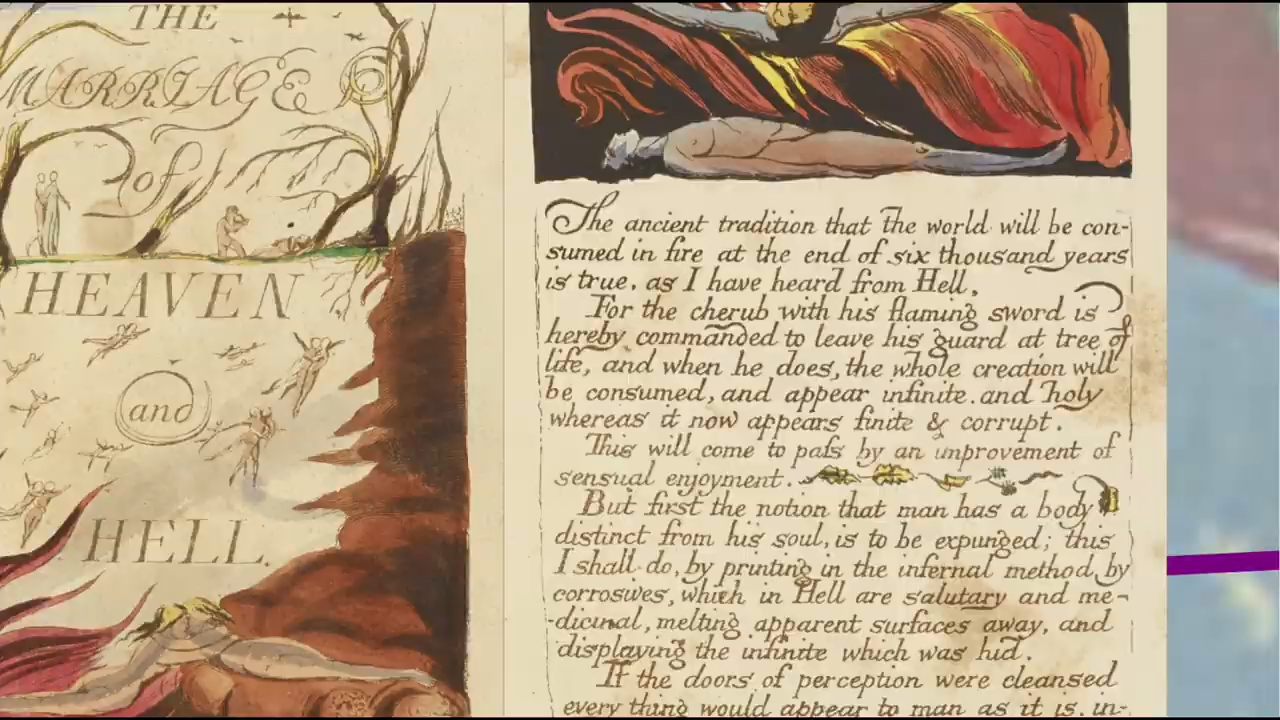 THE
MARRIAGE
of
HEAVEN
and
HELL.
The ancient tradition that the world will be con-
sumed in fire at the end of six thousand years
is true. as I have heard from Hell.
For the cherub with his flaming sword is
hereby commanded to leave his guard at tree of
life, and when he does, the whole creation will
be consumed, and appear infinite. and holy
whereas it now appears finite & corrupt.
This will come to paſs by an improvement of
sensual enjoyment.
But first the notion that man has a body
distinct from his soul, is to be expunged; this
I shall do, by printing in the infernal method, by
corrosives, which in Hell are salutary and me-
-dicinal, melting apparent surfaces away, and
displaying the infinite which was hid.
If the doors of perception were cleansed
every thing would appear to man as it is. in-